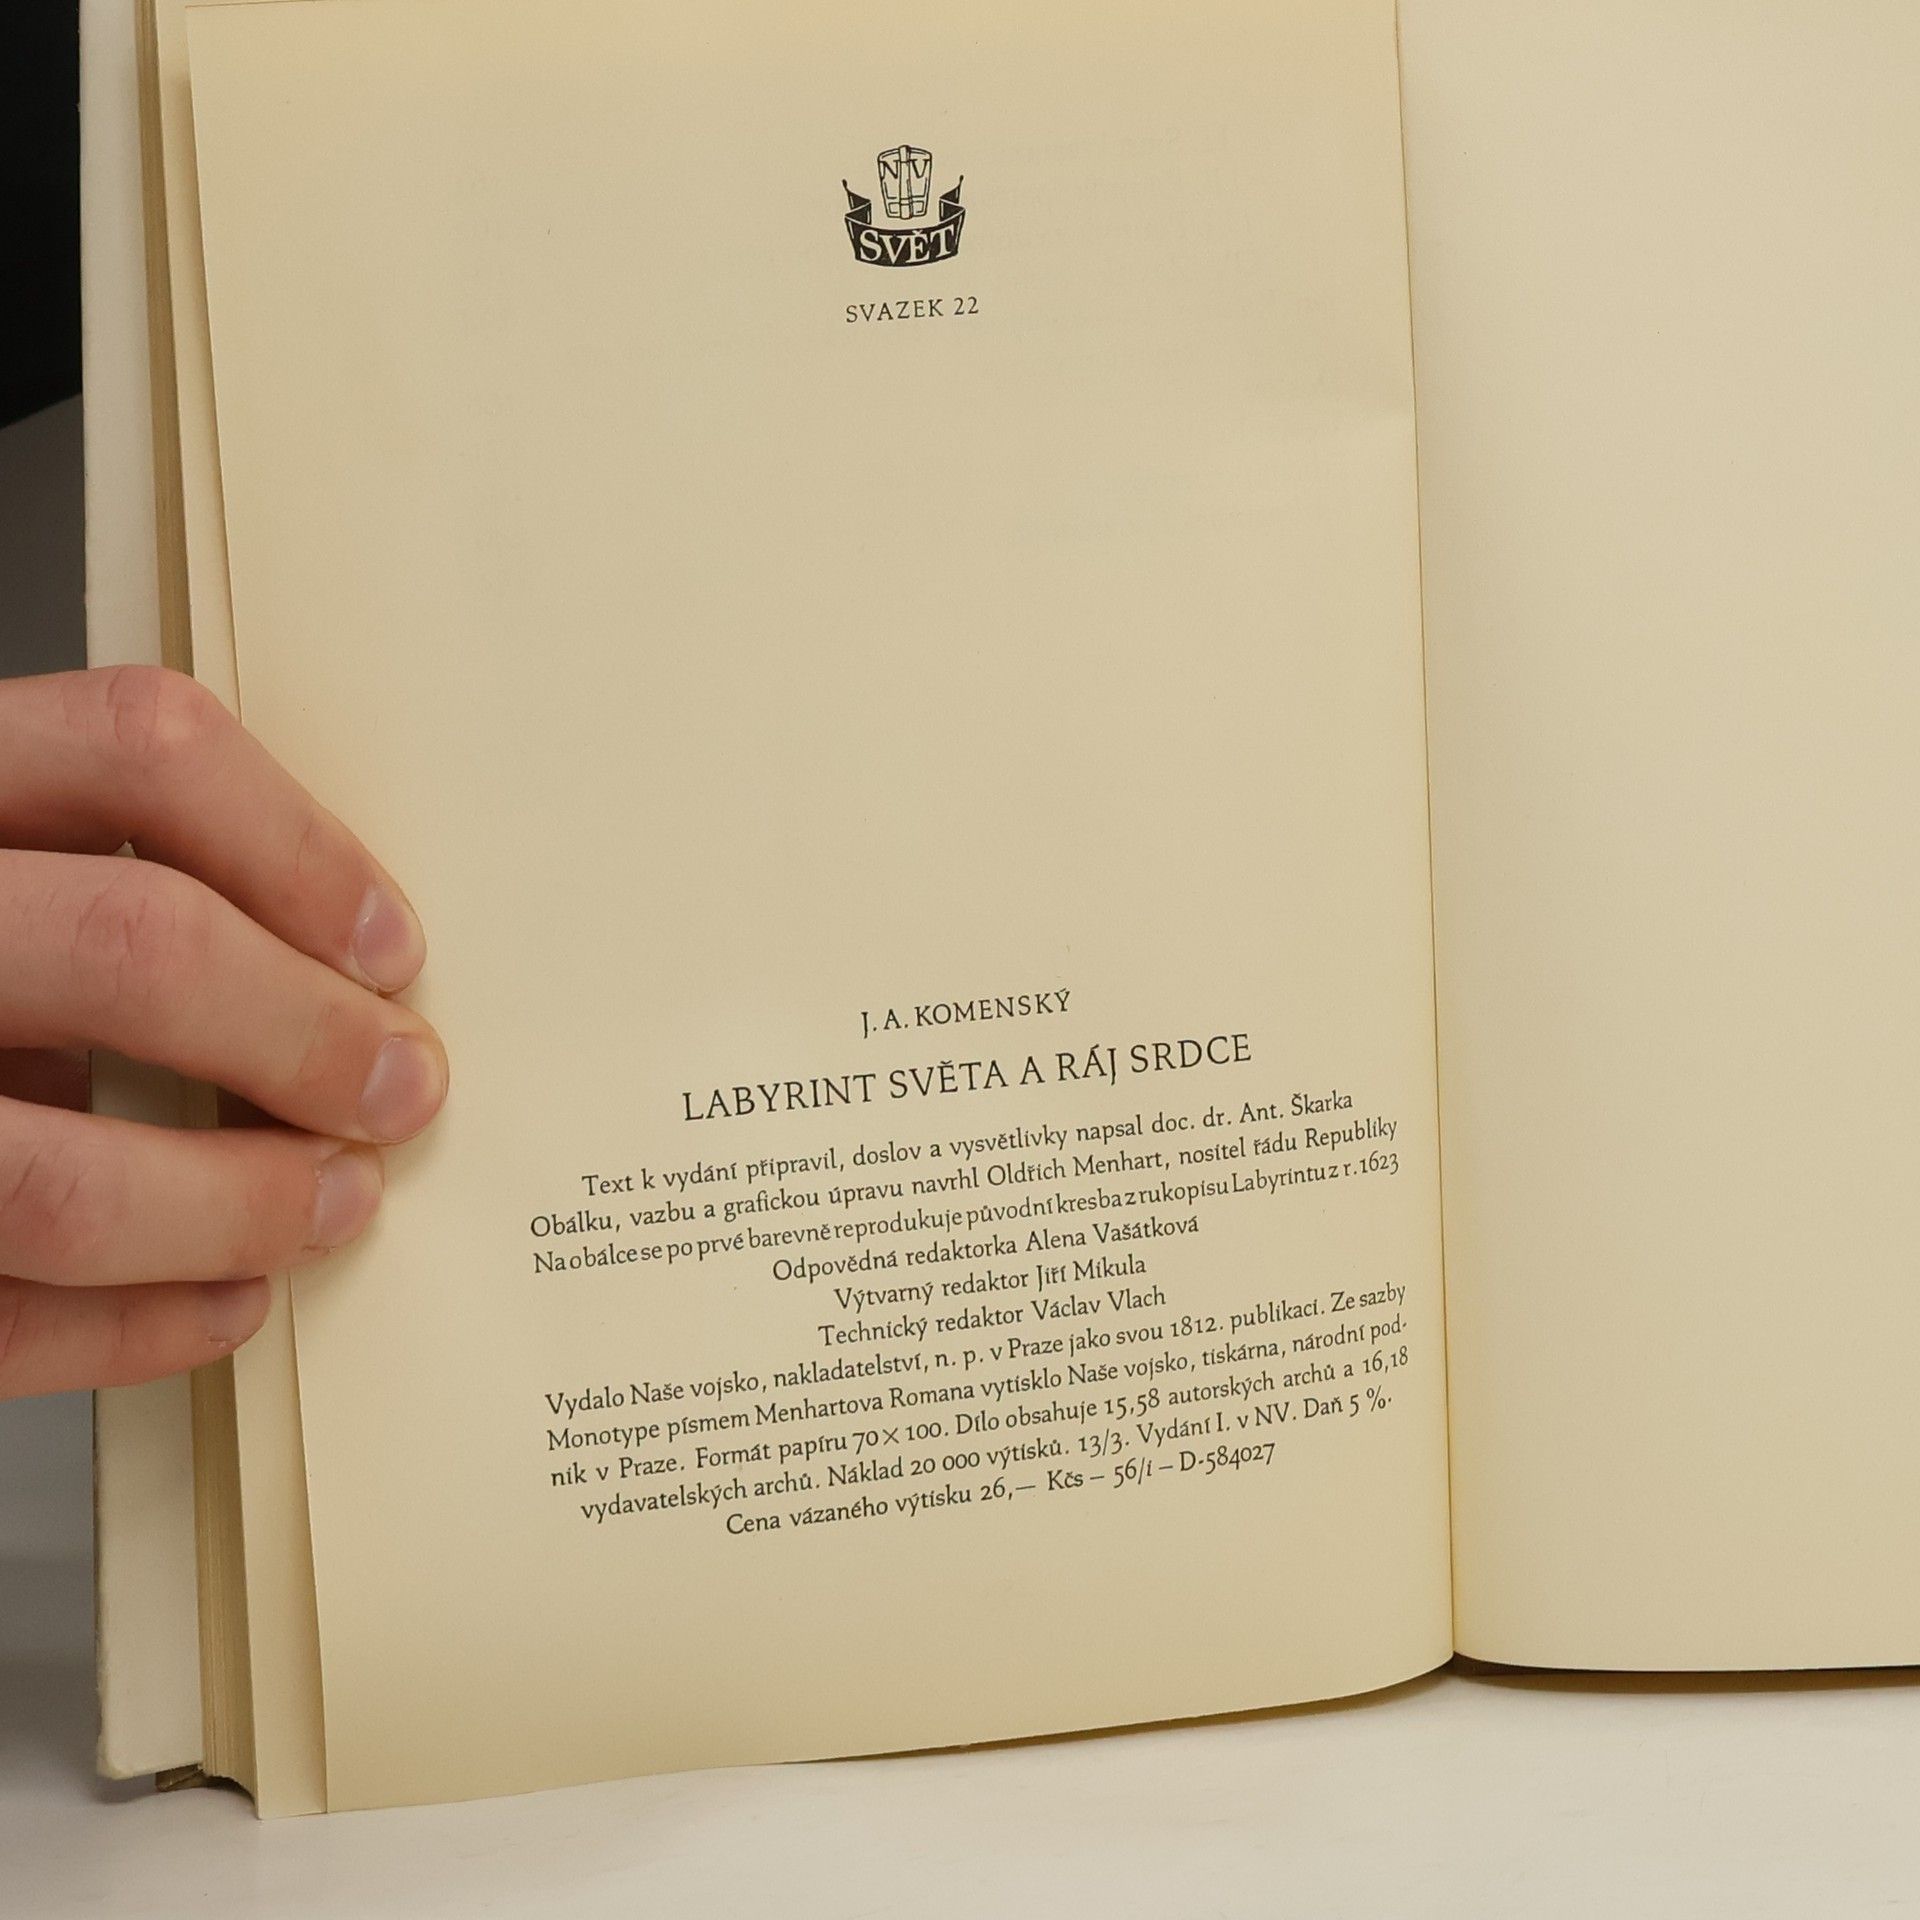 NV
SVĚT
SVAZEK 22
J. A. KOMENSKÝ
LABYRINT SVĚTA A RÁJ SRDCE
Text k vydání připravil, doslov a vysvětlivky napsal doc. dr. Ant. Škarka
Obálku, vazbu a grafickou úpravu navrhl Oldřich Menhart, nositel řádu Republiky
Na obálce se po prvé barevně reprodukuje původní kresba z rukopisu Labyrintu z r. 1623
Odpovědná redaktorka Alena Vašátková
Výtvarný redaktor Jiří Mikula
Technický redaktor Václav Vlach
Vydalo Naše vojsko, nakladatelství, n. p. v Praze jako svou 1812. publikaci. Ze sazby
Monotype písmem Menhartova Romana vytisklo Naše vojsko, tiskárna, národní pod-
nik v Praze. Formát papíru 70 × 100. Dílo obsahuje 15,58 autorských archů a 16,18
vydavatelských archů. Náklad 20 000 výtisků. 13/3. Vydání I. v NV. Daň 5 %.
Cena vázaného výtisku 26,— Kčs – 56/i – D-584027